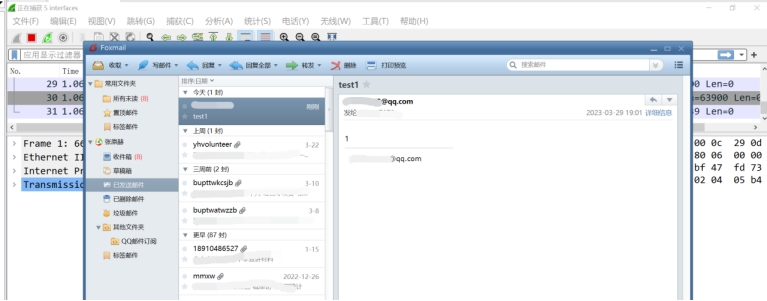 正在捕获 5 interfaces
文件(F) 编辑(E) 视图(V) 跳转(G) 捕获(C) 分析(A) 统计(S) 电话(Y) 无线(W) 工具(T) 帮助(H)
应用显示过滤器
No. Time
29 1.06
30 1.06
31 1.06
Len=0
=63900 Len=0
Len=0
Frame 1: 66
Ethernet II
Internet Pr
Transmissio
00 0c 29 0d
80 06 00 00
bf 47 fd 73
02 04 05 b4
Foxmail
收取 写邮件 回复 回复全部 转发 删除 打印预览
搜索邮件
常用文件夹
所有未读 (8)
置顶邮件
标签邮件
收件箱 (8)
草稿箱
已发送邮件
已删除邮件
垃圾邮件
其他文件夹
QQ邮件订阅
标签邮件
排序:日期
今天 (1 封)
刚刚
test1
上周 (1 封)
yhvolunteer 3-22
三周前 (2 封)
bupttwkcsjb 3-10
buptwatwzzb 3-8
更早 (87 封)
18910486527 1-15
mmxw 2022-12-26
test1
@qq.com
2023-03-29 19:01 详细信息
1
@qq.com